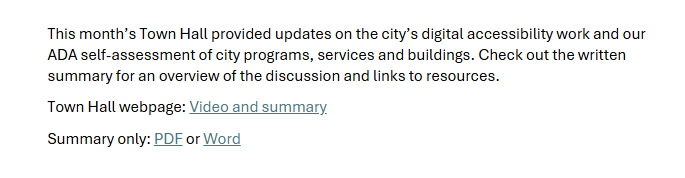 This month’s Town Hall provided updates on the city’s digital accessibility work and our
ADA self-assessment of city programs, services and buildings. Check out the written
summary for an overview of the discussion and links to resources.
Town Hall webpage: Video and summary
Summary only: PDF or Word